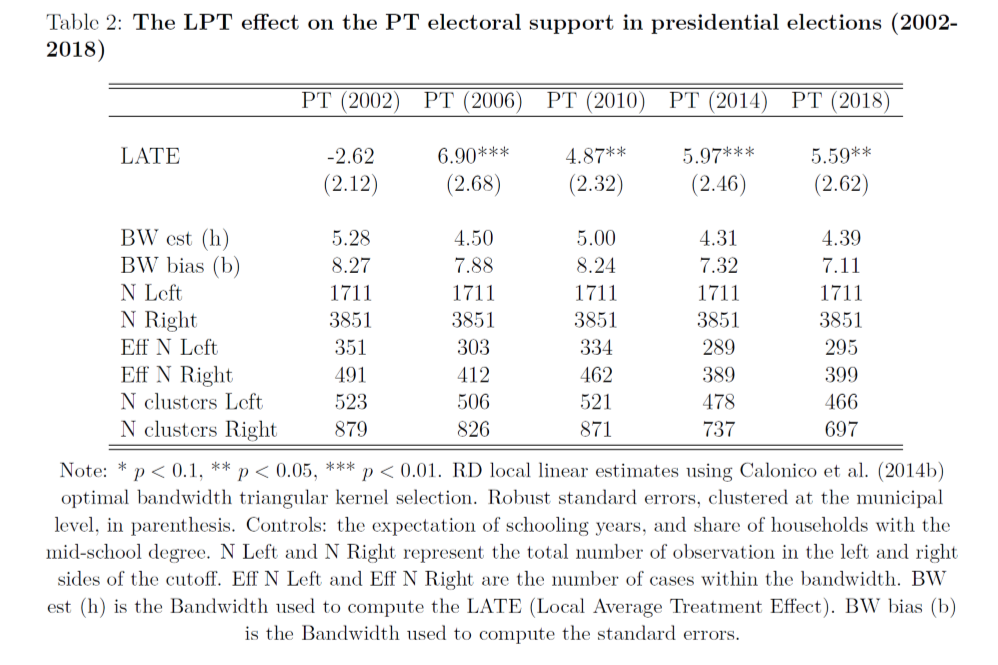 Table 2: The LPT effect on the PT electoral support in presidential elections (2002-
2018)
PT (2002) PT (2006) PT (2010) PT (2014) PT (2018)
LATE -2.62 6.90*** 4.87** 5.97*** 5.59**
(2.12) (2.68) (2.32) (2.46) (2.62)
BW est (h) 5.28 4.50 5.00 4.31 4.39
BW bias (b) 8.27 7.88 8.24 7.32 7.11
N Left 1711 1711 1711 1711 1711
N Right 3851 3851 3851 3851 3851
Eff N Left 351 303 334 289 295
Eff N Right 491 412 462 389 399
N clusters Left 523 506 521 478 466
N clusters Right 879 826 871 737 697
Note: * p < 0.1, ** p < 0.05, *** p < 0.01. RD local linear estimates using Calonico et al. (2014b)
optimal bandwidth triangular kernel selection. Robust standard errors, clustered at the municipal
level, in parenthesis. Controls: the expectation of schooling years, and share of households with the
mid-school degree. N Left and N Right represent the total number of observation in the left and right
sides of the cutoff. Eff N Left and Eff N Right are the number of cases within the bandwidth. BW
est (h) is the Bandwidth used to compute the LATE (Local Average Treatment Effect). BW bias (b)
is the Bandwidth used to compute the standard errors.